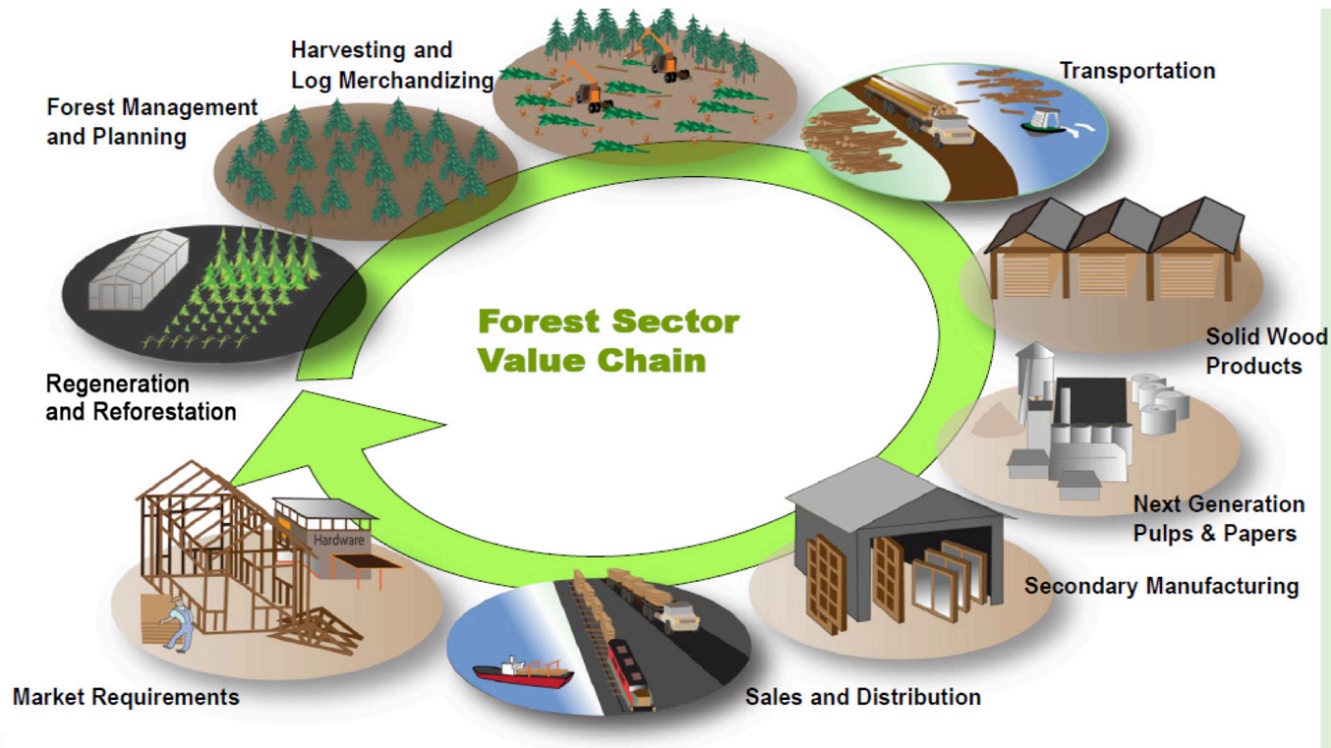 Harvesting and
Log Merchandizing
Transportation
Forest Management
and Planning
Forest Sector
Value Chain
Solid Wood
Products
Regeneration
and Reforestation
Next Generation
Pulps & Papers
Hardware
Secondary Manufacturing
Market Requirements
Sales and Distribution